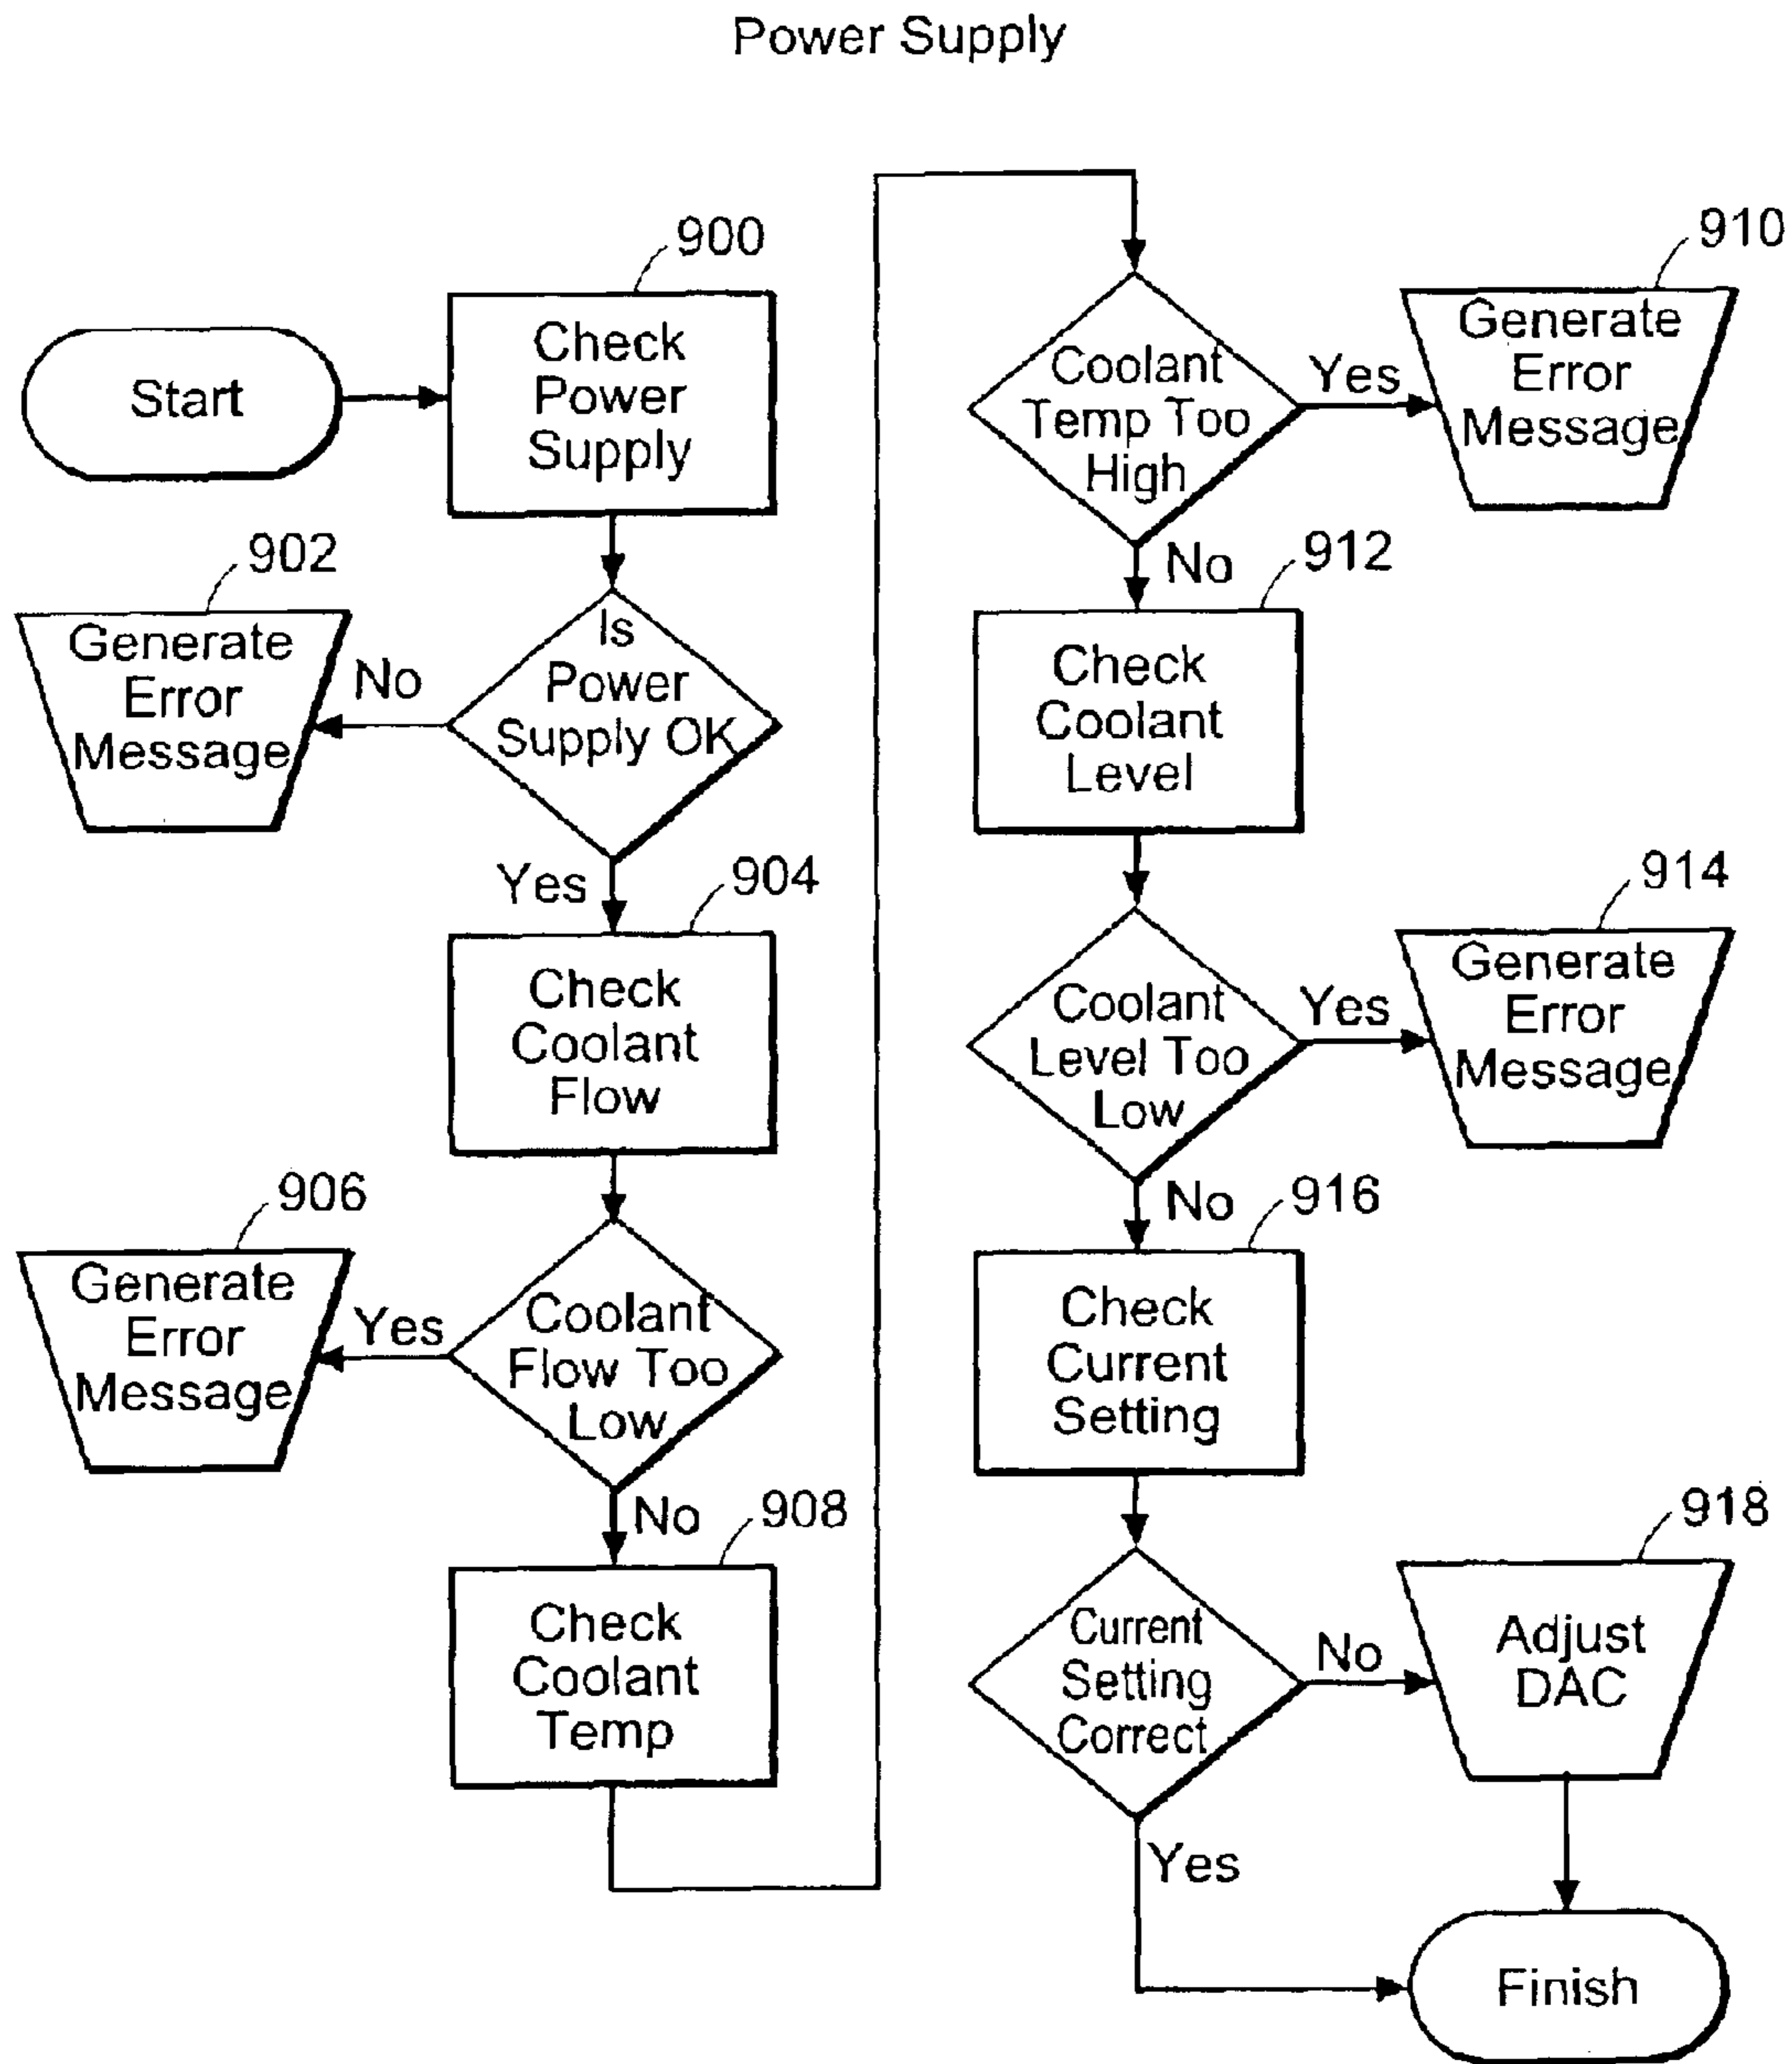 Power Supply
Start
900
Check
Power
Supply
902
Generate
Error
Message
No
Is
Power
Supply OK
Yes
904
Check
Coolant
Flow
906
Generate
Error
Message
Yes
Coolant
Flow Too
Low
No
908
Check
Coolant
Temp
Coolant
Temp Too
High
Yes
910
Generate
Error
Message
No
912
Check
Coolant
Level
Coolant
Level Too
Low
Yes
914
Generate
Error
Message
No
916
Check
Current
Setting
Current
Setting
Correct
No
918
Adjust
DAC
Yes
Finish